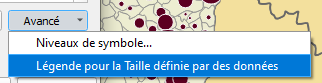 Avancé
Niveaux de symbole...
Légende pour la Taille définie par des données